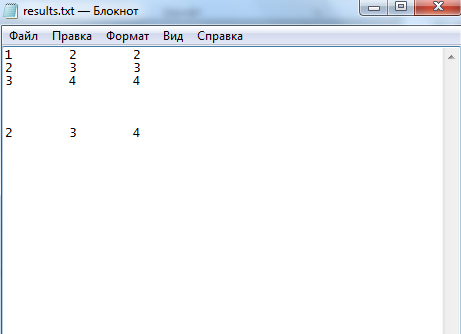 results.txt — Блокнот
Файл Правка Формат Вид Справка
1 2 2
2 3 3
3 4 4
2 3 4